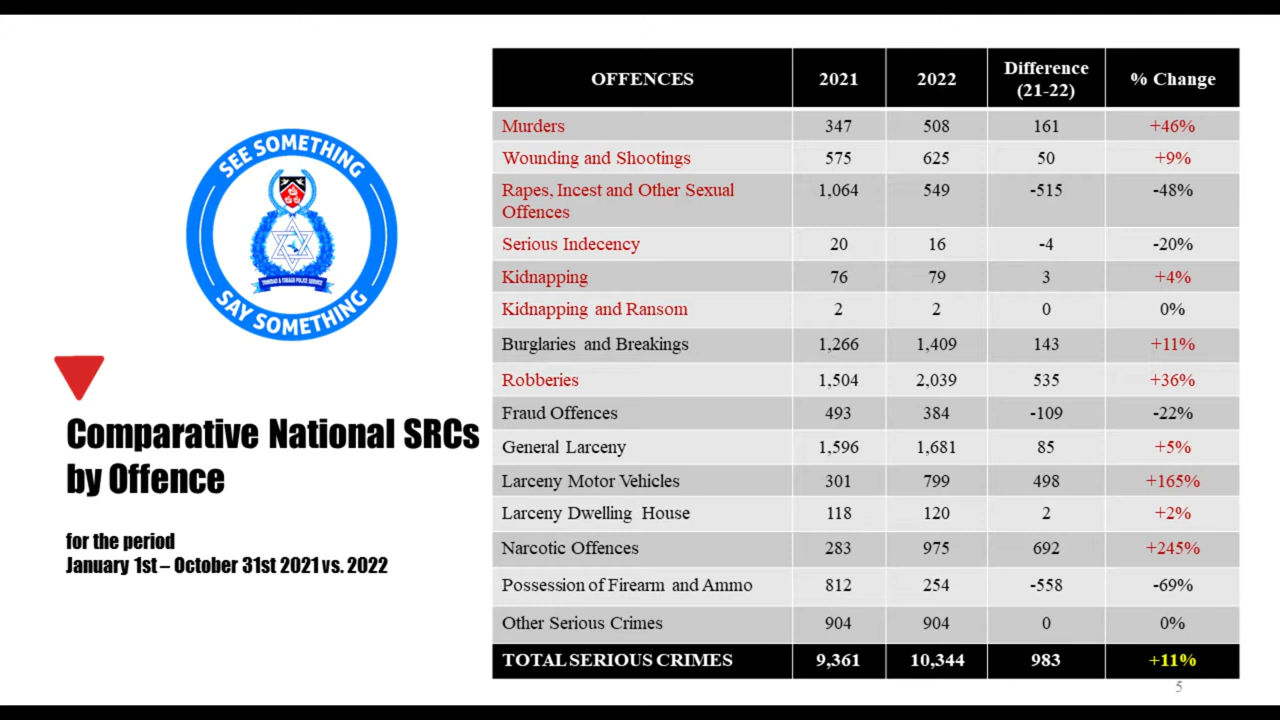 SEE SOMETHING
TRINIDAD & TOBAGO POLICE SERVICE
SAY SOMETHING
Comparative National SRCs
by Offence
for the period
January 1st – October 31st 2021 vs. 2022
OFFENCES 2021 2022 Difference (21-22) % Change
Murders 347 508 161 +46%
Wounding and Shootings 575 625 50 +9%
Rapes, Incest and Other Sexual Offences 1,064 549 -515 -48%
Serious Indecency 20 16 -4 -20%
Kidnapping 76 79 3 +4%
Kidnapping and Ransom 2 2 0 0%
Burglaries and Breakings 1,266 1,409 143 +11%
Robberies 1,504 2,039 535 +36%
Fraud Offences 493 384 -109 -22%
General Larceny 1,596 1,681 85 +5%
Larceny Motor Vehicles 301 799 498 +165%
Larceny Dwelling House 118 120 2 +2%
Narcotic Offences 283 975 692 +245%
Possession of Firearm and Ammo 812 254 -558 -69%
Other Serious Crimes 904 904 0 0%
TOTAL SERIOUS CRIMES 9,361 10,344 983 +11%
5